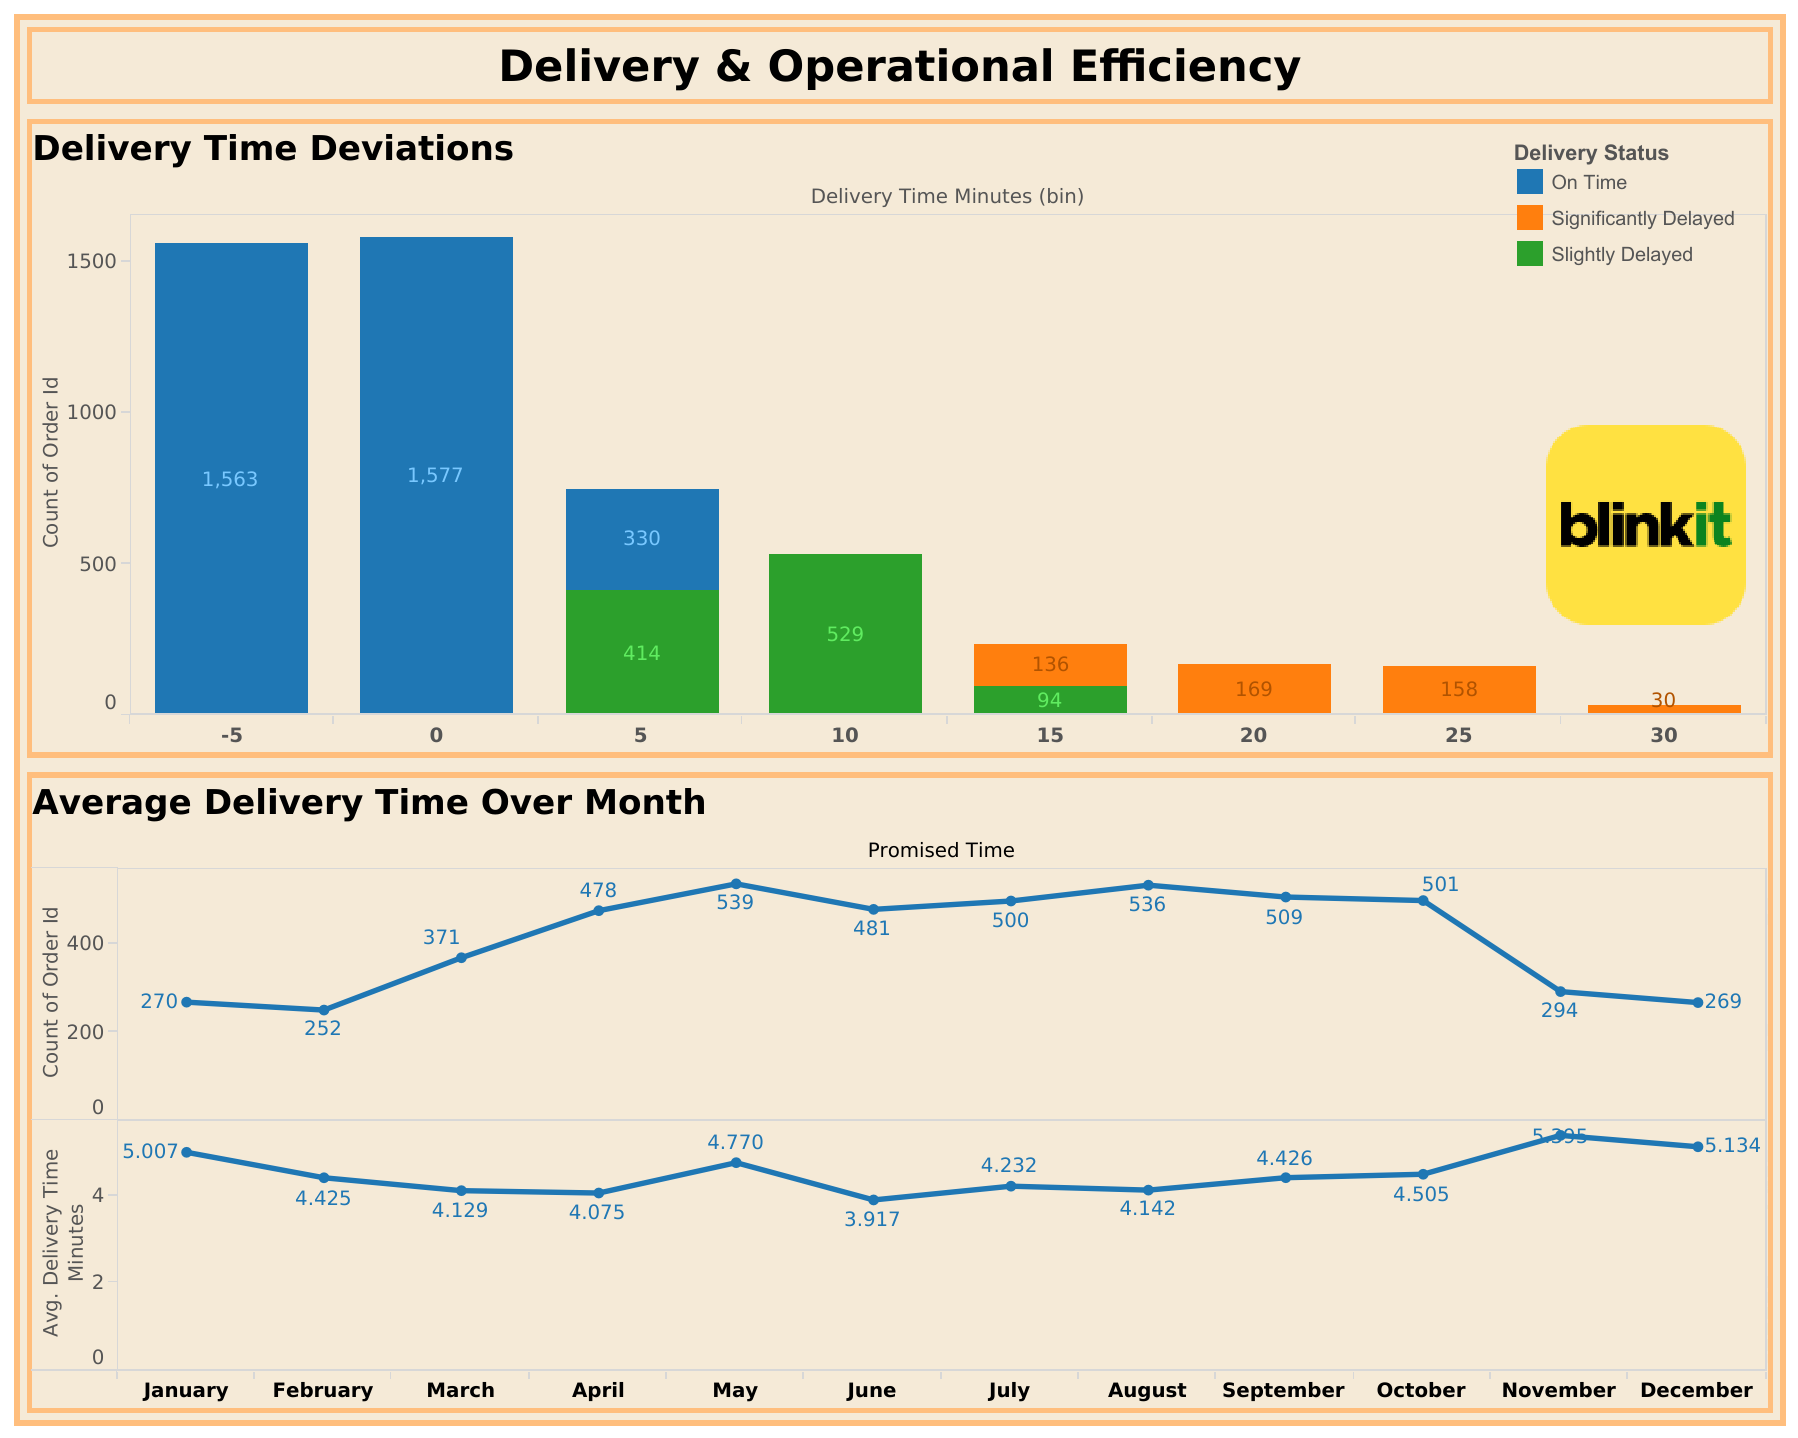 Delivery & Operational Efficiency
Delivery Time Deviations
Delivery Status
On Time
Significantly Delayed
Slightly Delayed
Delivery Time Minutes (bin)
Count of Order Id
1500
1000
500
0
1,563
1,577
330
414
529
136
94
169
158
30
blinkit
-5 0 5 10 15 20 25 30
Average Delivery Time Over Month
Promised Time
Count of Order Id
400
200
0
270 252 371 478 539 481 500 536 509 501 294 269
Avg. Delivery Time
Minutes
4
2
0
5.007 4.425 4.129 4.075 4.770 3.917 4.232 4.142 4.426 4.505 5.395 5.134
January February March April May June July August September October November December